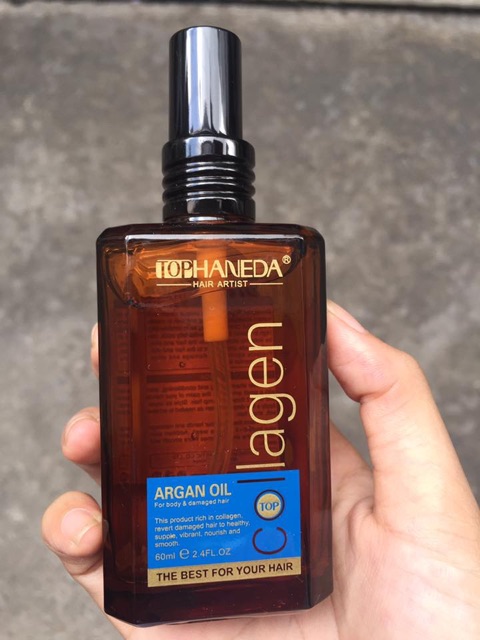 TOPHANEDA®
HAIR ARTIST
Collagen
TOP
ARGAN OIL
For body & damaged hair
This product rich in collagen,
revert damaged hair to healthy,
supple, vibrant, nourish and
smooth.
60ml ℮ 2.4FL.OZ
THE BEST FOR YOUR HAIR